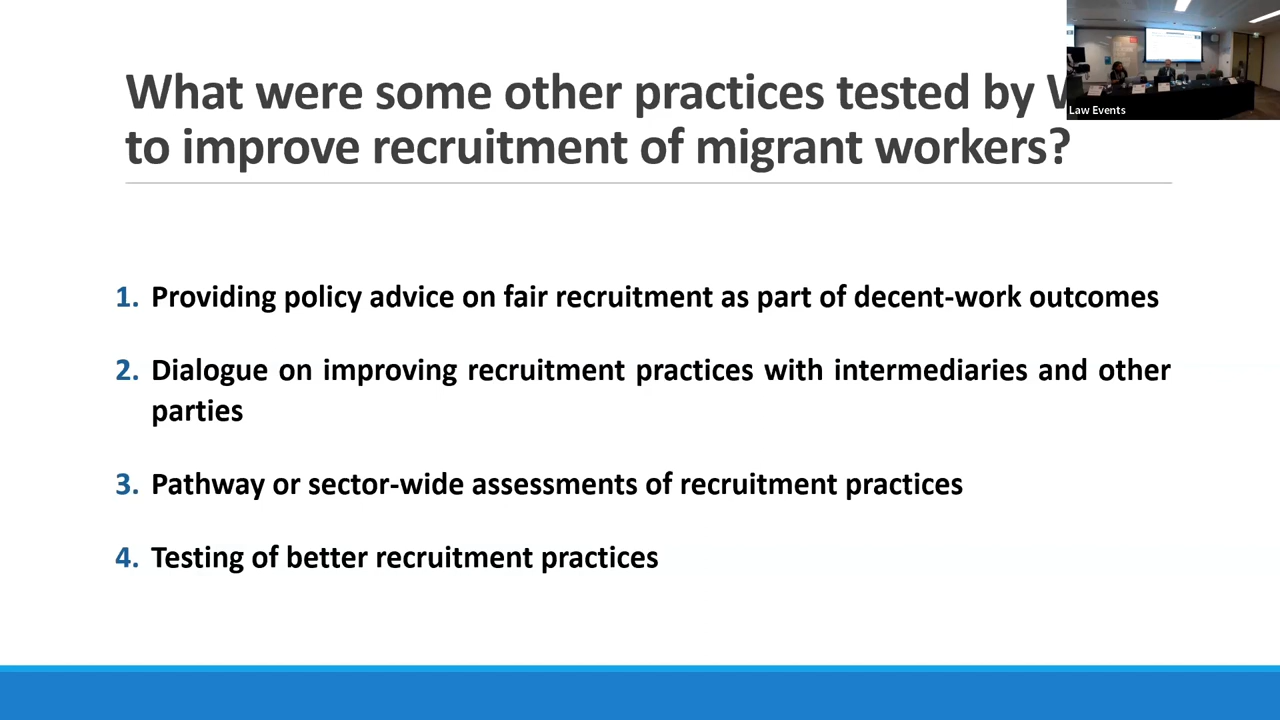 What were some other practices tested by
to improve recruitment of migrant workers?
Law Events
1. Providing policy advice on fair recruitment as part of decent-work outcomes
2. Dialogue on improving recruitment practices with intermediaries and other
parties
3. Pathway or sector-wide assessments of recruitment practices
4. Testing of better recruitment practices